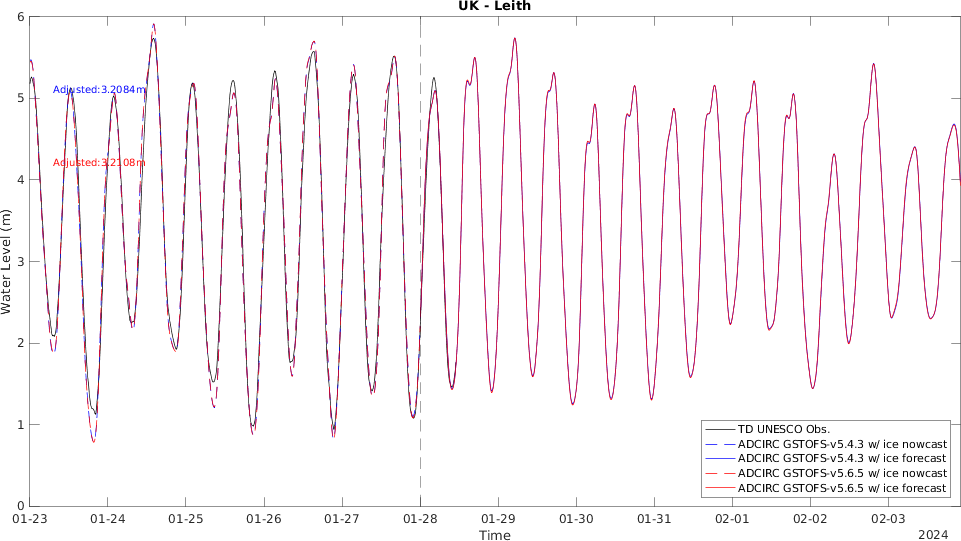 UK - Leith
6
5
4
3
2
1
0
Water Level (m)
Adjusted:3.2084m
Adjusted:3.2108m
TD UNESCO Obs.
ADCIRC GSTOFS-v5.4.3 w/ ice nowcast
ADCIRC GSTOFS-v5.4.3 w/ ice forecast
ADCIRC GSTOFS-v5.6.5 w/ ice nowcast
ADCIRC GSTOFS-v5.6.5 w/ ice forecast
01-23 01-24 01-25 01-26 01-27 01-28 01-29 01-30 01-31 02-01 02-02 02-03
Time
2024